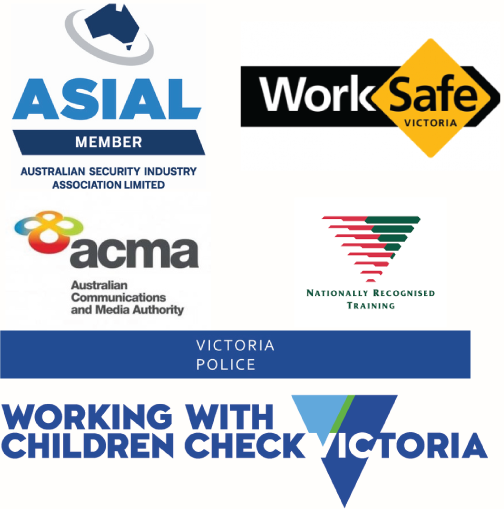 ASIAL
MEMBER
AUSTRALIAN SECURITY INDUSTRY
ASSOCIATION LIMITED
WorkSafe
VICTORIA
acma
Australian
Communications
and Media Authority
NATIONALLY RECOGNISED
TRAINING
VICTORIA
POLICE
WORKING WITH
CHILDREN CHECK VICTORIA